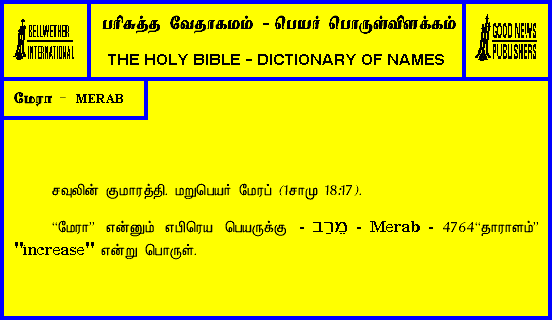 BELLWETHER
INTERNATIONAL
பரிசுத்த வேதாகமம் - பெயர் பொருள்விளக்கம்
THE HOLY BIBLE - DICTIONARY OF NAMES
GOOD NEWS
PUBLISHERS
மேரா - MERAB
சவுலின் குமாரத்தி. மறுபெயர் மேரப் (1சாமு 18:17).
“மேரா” என்னும் எபிரெய பெயருக்கு - מֵרָב - Merab - 4764“தாராளம்”
"increase" என்று பொருள்.